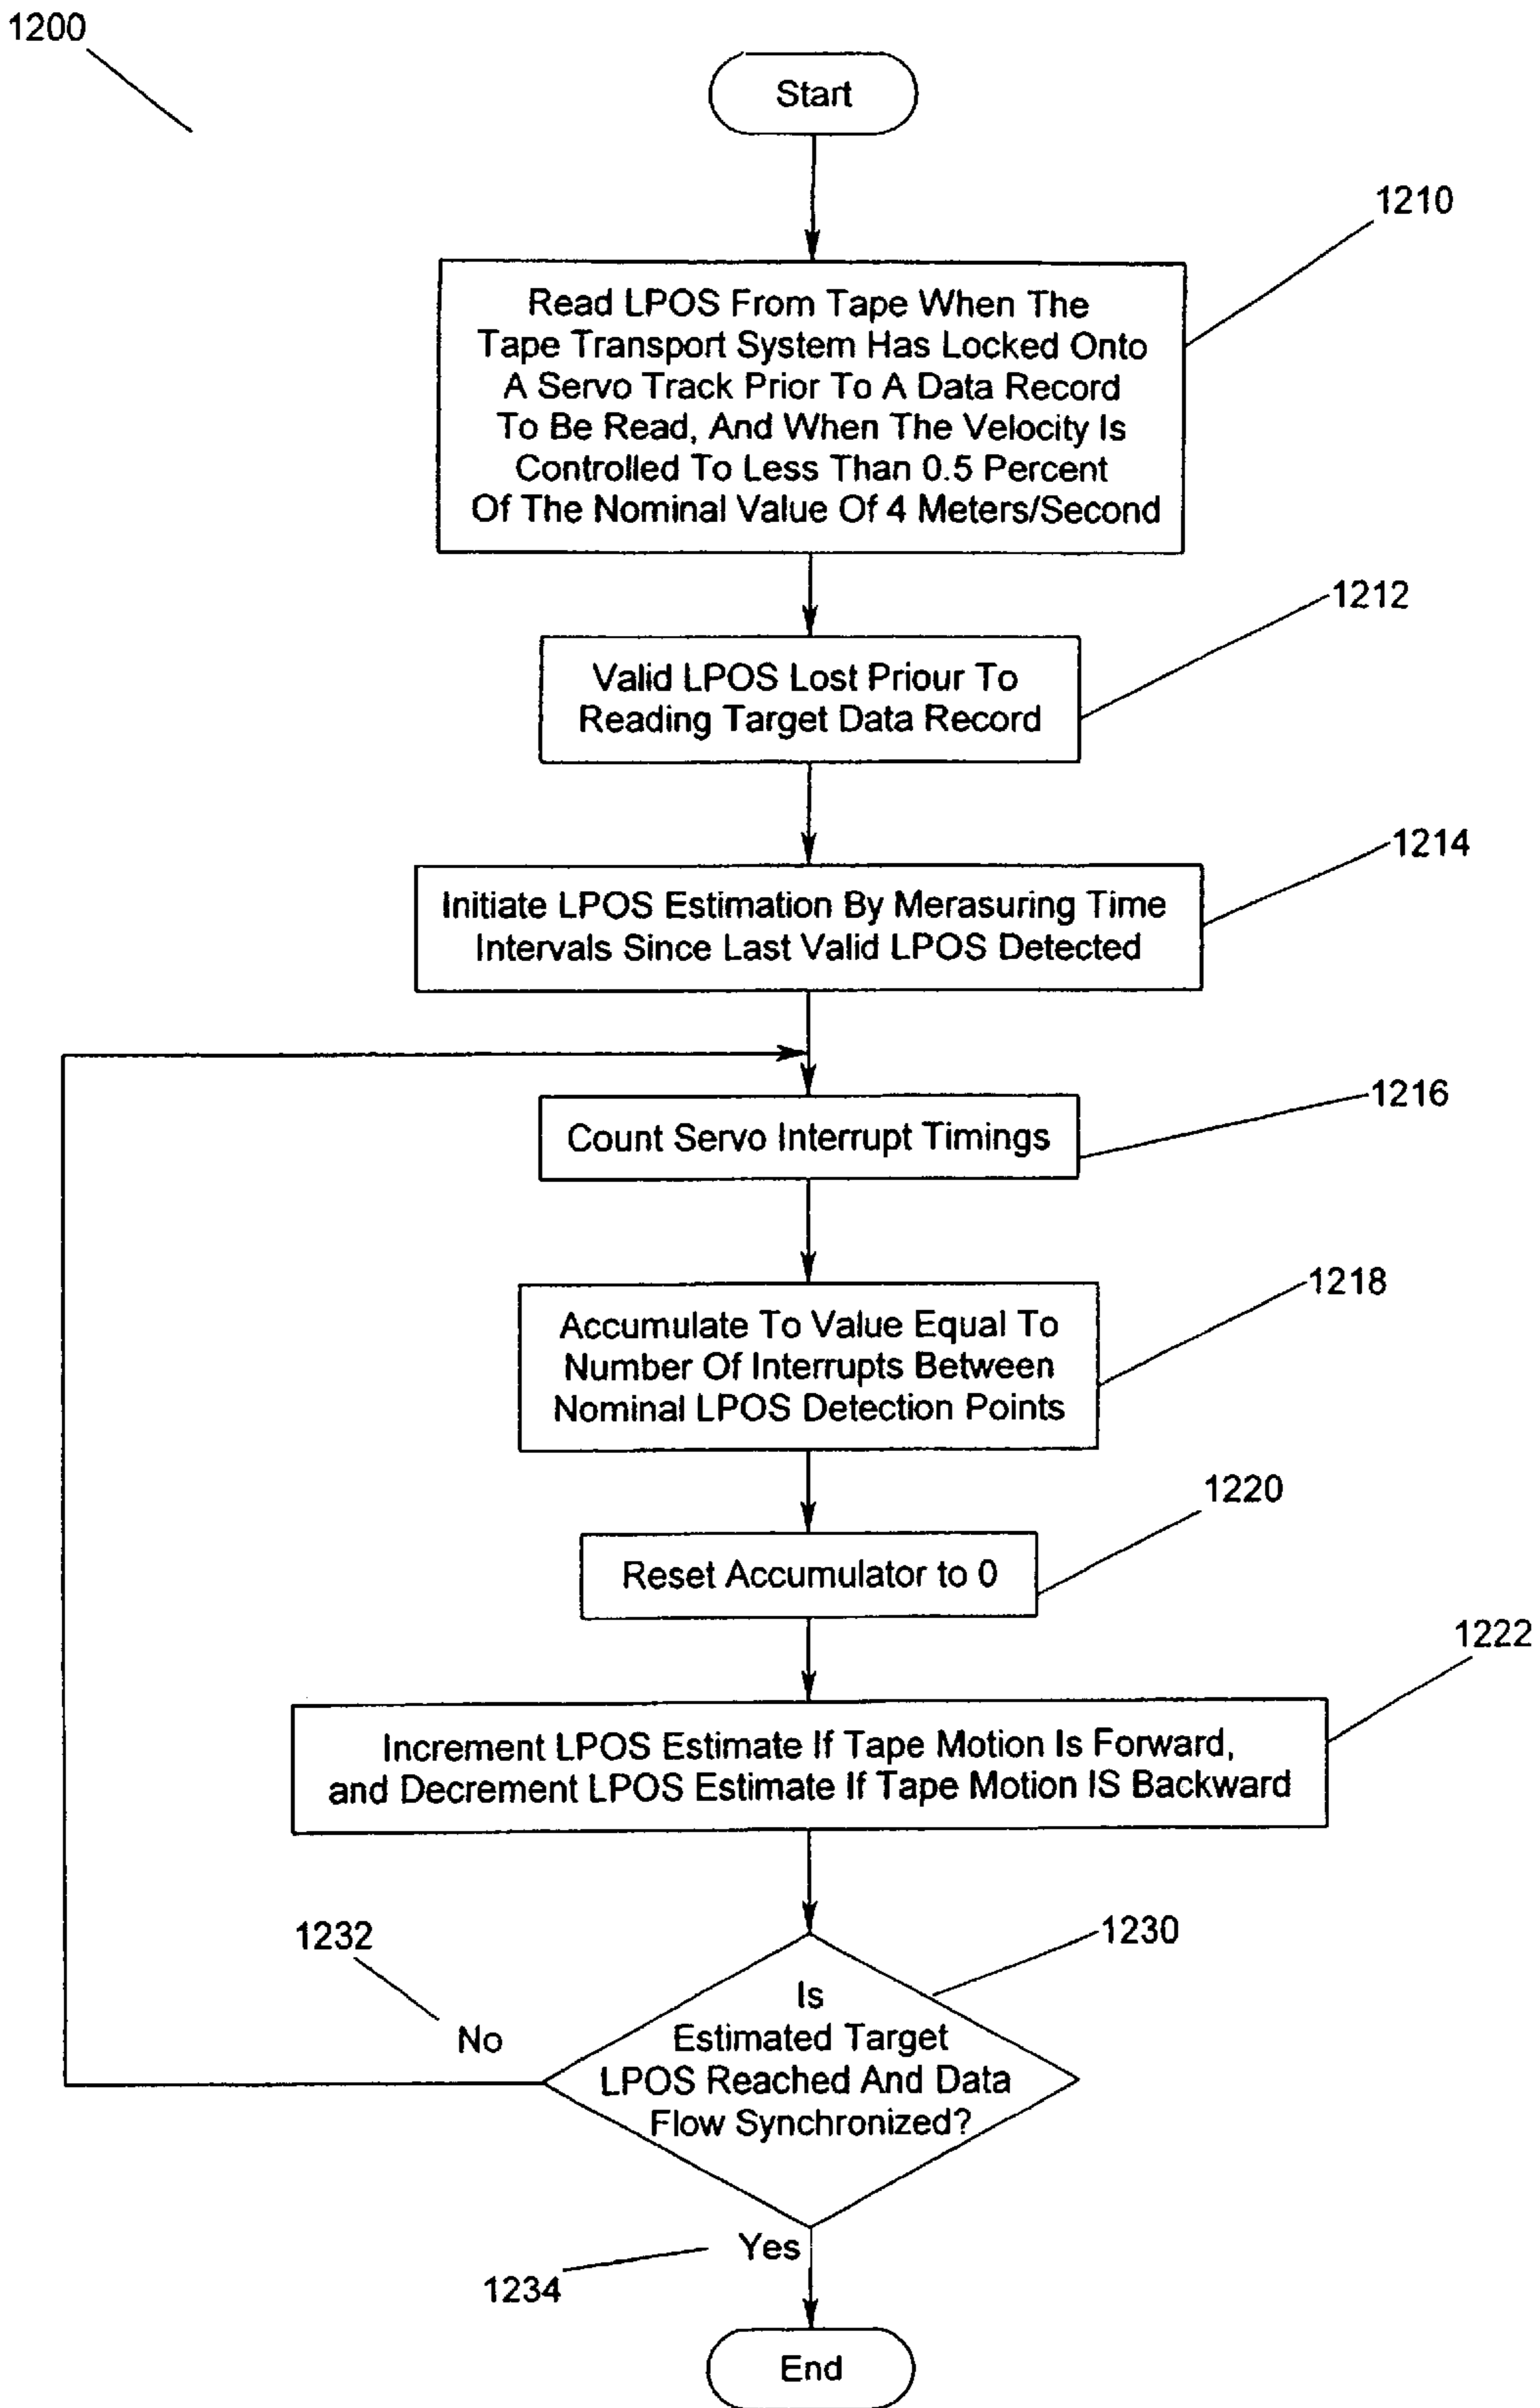 1200
Start
1210
Read LPOS From Tape When The
Tape Transport System Has Locked Onto
A Servo Track Prior To A Data Record
To Be Read, And When The Velocity Is
Controlled To Less Than 0.5 Percent
Of The Nominal Value Of 4 Meters/Second
1212
Valid LPOS Lost Priour To
Reading Target Data Record
1214
Initiate LPOS Estimation By Merasuring Time
Intervals Since Last Valid LPOS Detected
1216
Count Servo Interrupt Timings
1218
Accumulate To Value Equal To
Number Of Interrupts Between
Nominal LPOS Detection Points
1220
Reset Accumulator to 0
1222
Increment LPOS Estimate If Tape Motion Is Forward,
and Decrement LPOS Estimate If Tape Motion IS Backward
1232
1230
No
Is
Estimated Target
LPOS Reached And Data
Flow Synchronized?
Yes
1234
End